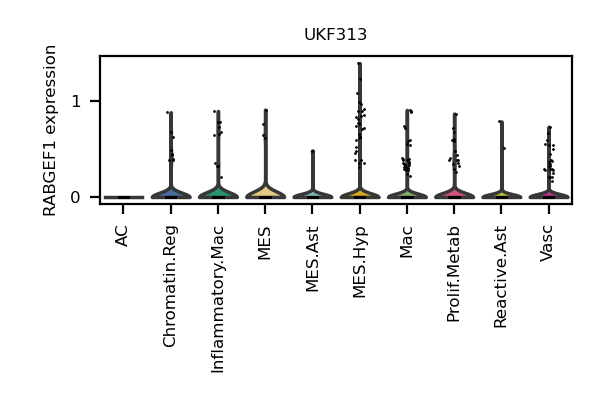 UKF313
RABGEF1 expression
1
0
AC
Chromatin.Reg
Inflammatory.Mac
MES
MES.Ast
MES.Hyp
Mac
Prolif.Metab
Reactive.Ast
Vasc